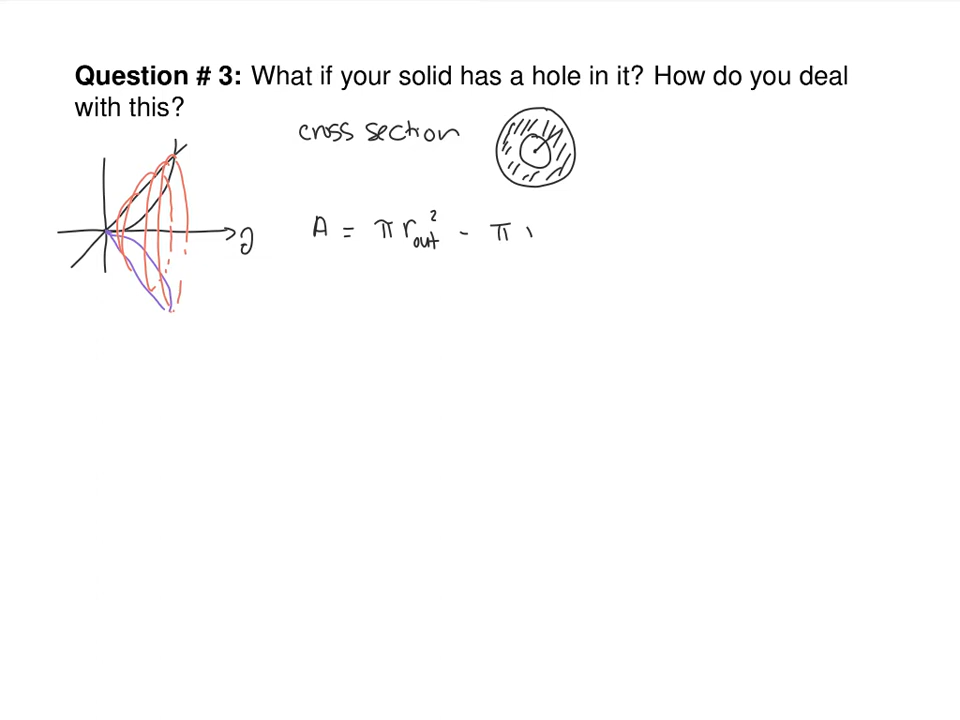 Question # 3: What if your solid has a hole in it? How do you deal
with this?
cross section
A = π r²out - π